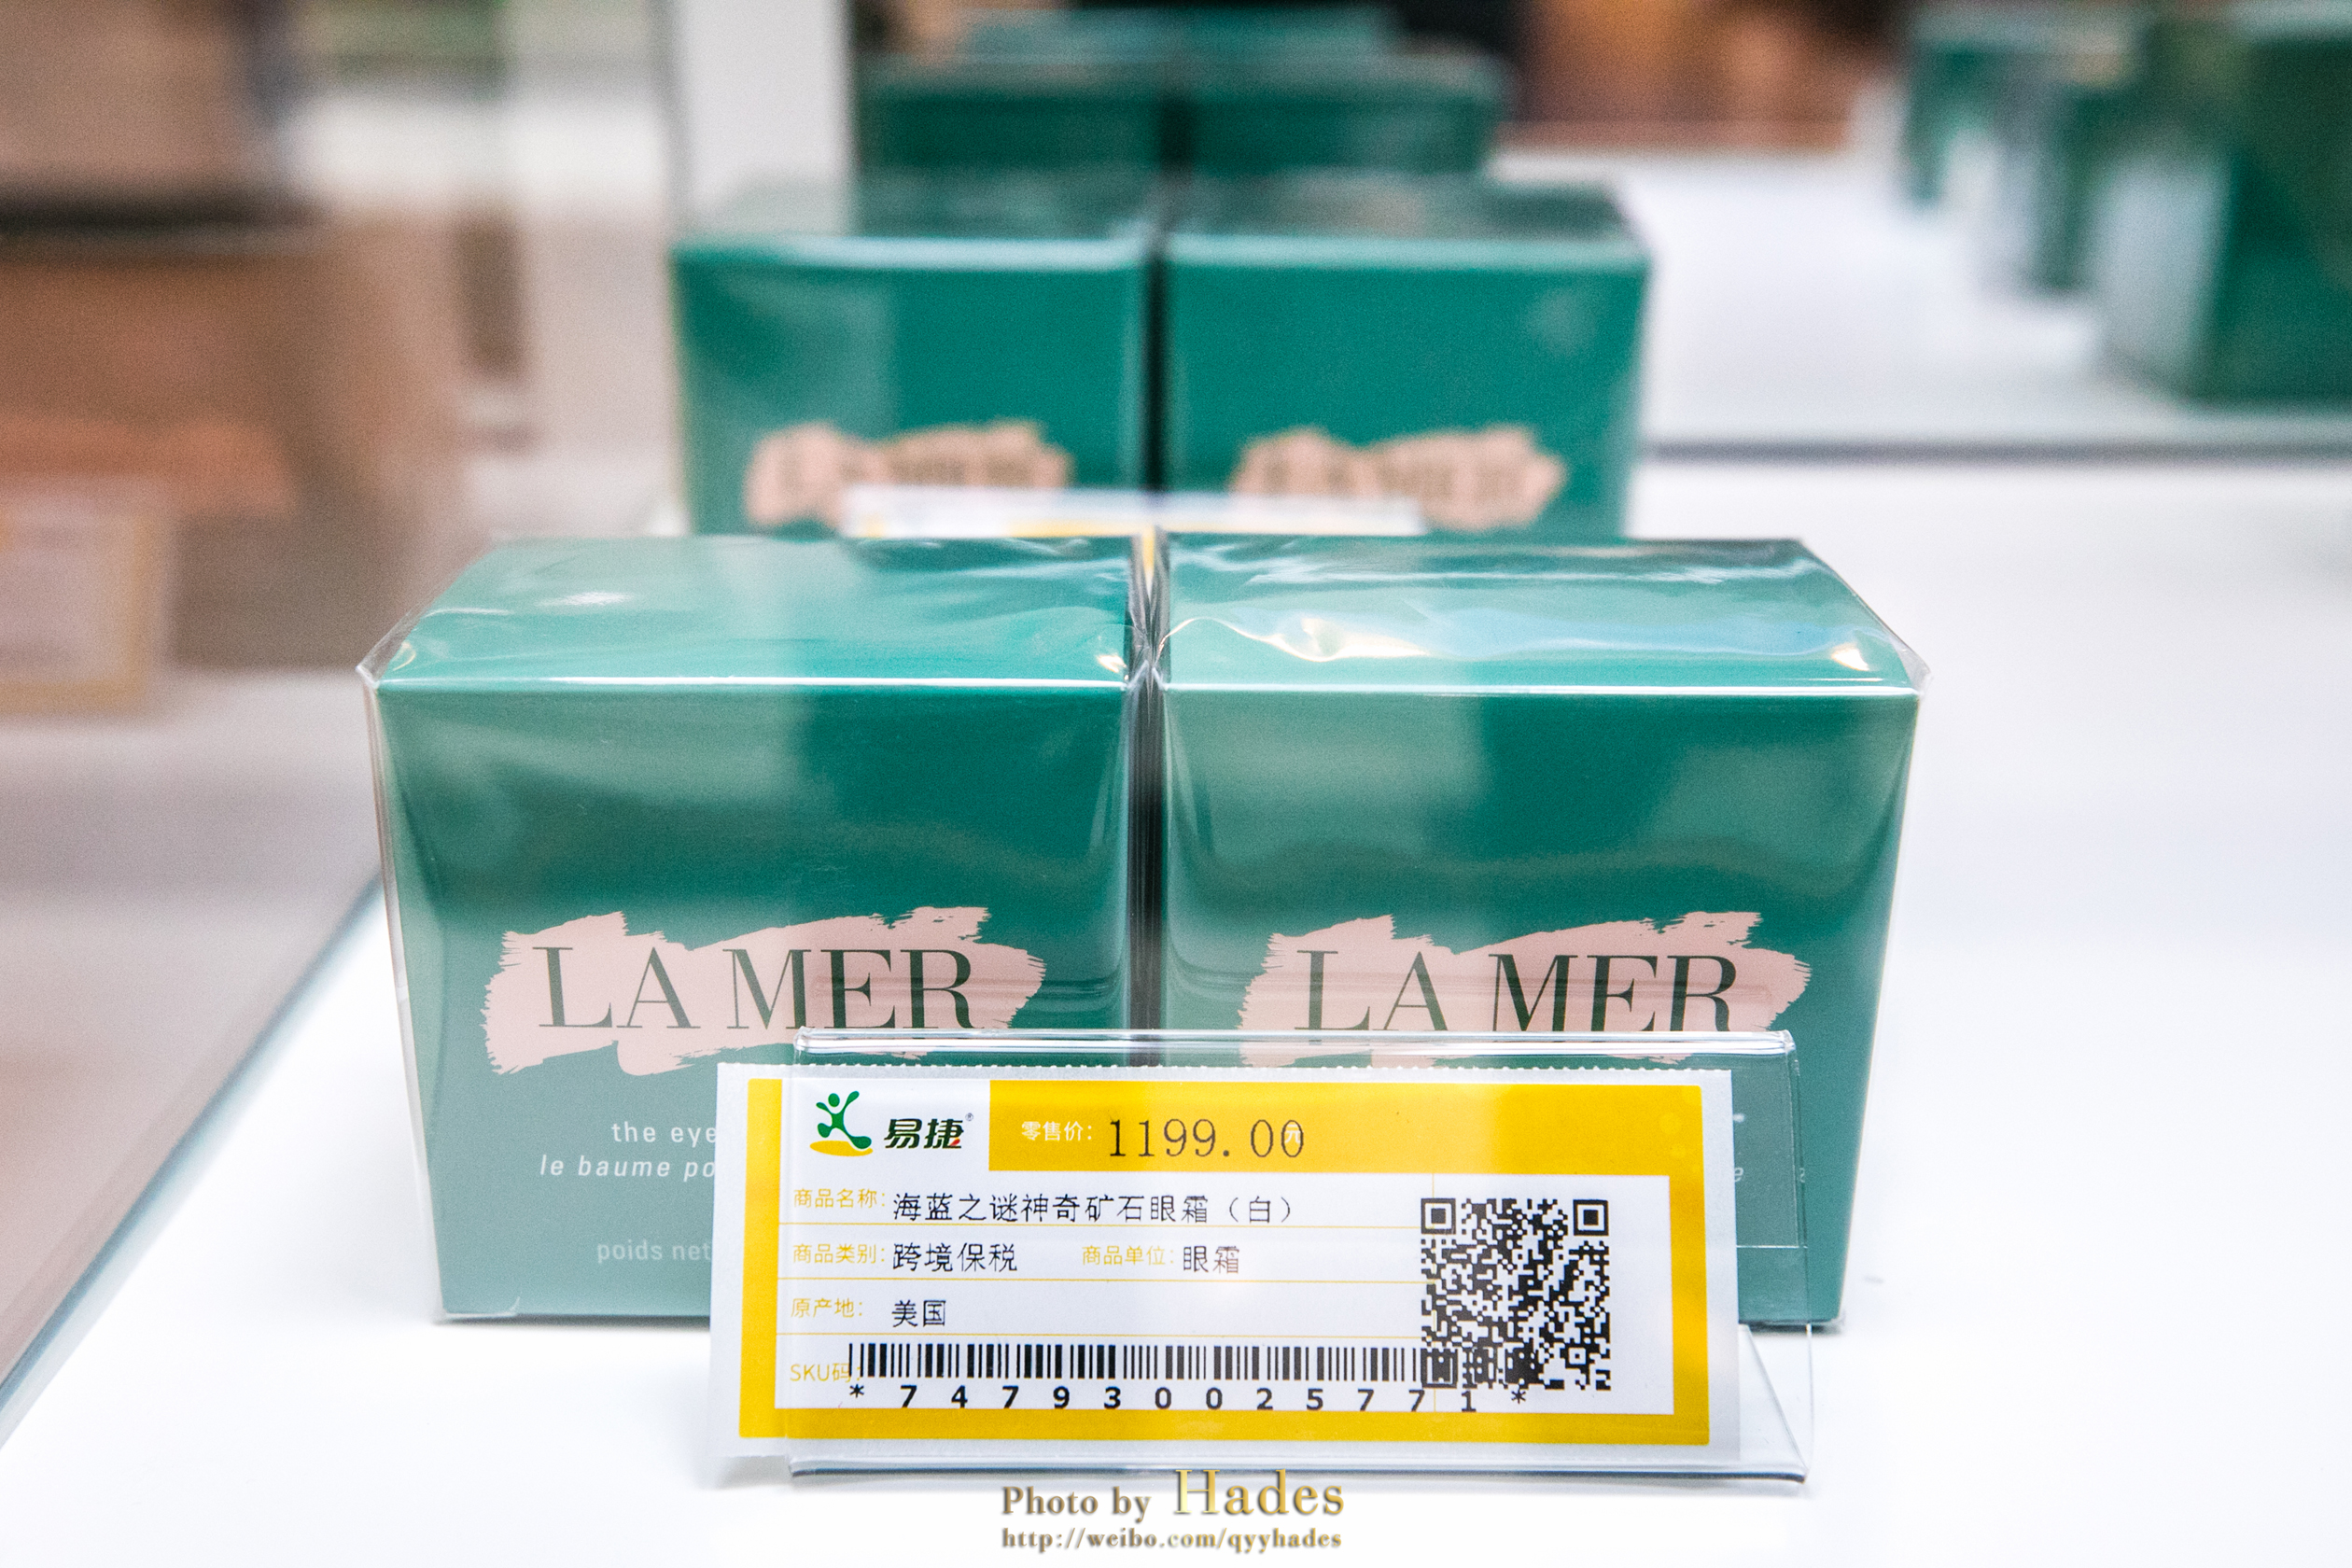 LA MER
LA MER
the eye
le baume po
poids net
易捷®
零售价: 1199.00元
商品名称: 海蓝之谜神奇矿石眼霜（白）
商品类别: 跨境保税 商品单位: 眼霜
原产地: 美国
SKU码:
*747930025771*
Photo by Hades
http://weibo.com/qyyhades